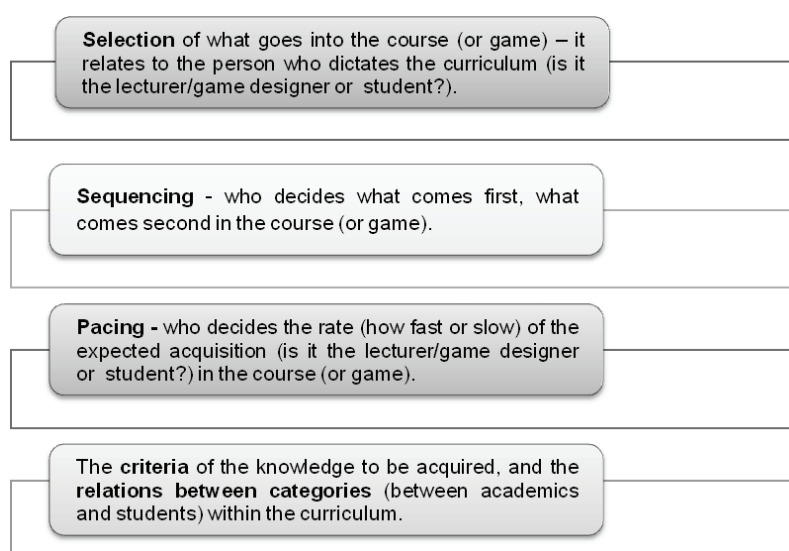 Selection of what goes into the course (or game) – it
relates to the person who dictates the curriculum (is it
the lecturer/game designer or student?).
Sequencing - who decides what comes first, what
comes second in the course (or game).
Pacing - who decides the rate (how fast or slow) of the
expected acquisition (is it the lecturer/game designer
or student?) in the course (or game).
The criteria of the knowledge to be acquired, and the
relations between categories (between academics
and students) within the curriculum.